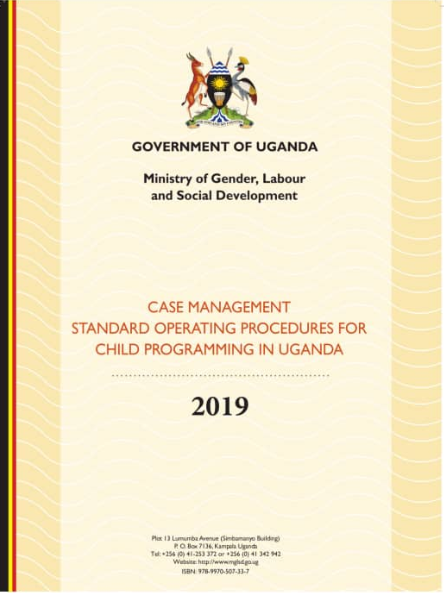 GOVERNMENT OF UGANDA
Ministry of Gender, Labour
and Social Development
CASE MANAGEMENT
STANDARD OPERATING PROCEDURES FOR
CHILD PROGRAMMING IN UGANDA
2019
Plot 13 Lumumba Avenue (Simbamanyo Building)
P. O. Box 7136, Kampala Uganda
Tel: +256 (0) 41-253 372 or +256 (0) 41 342 942
Website: http://www.mglsd.go.ug
ISBN: 978-9970-507-33-7